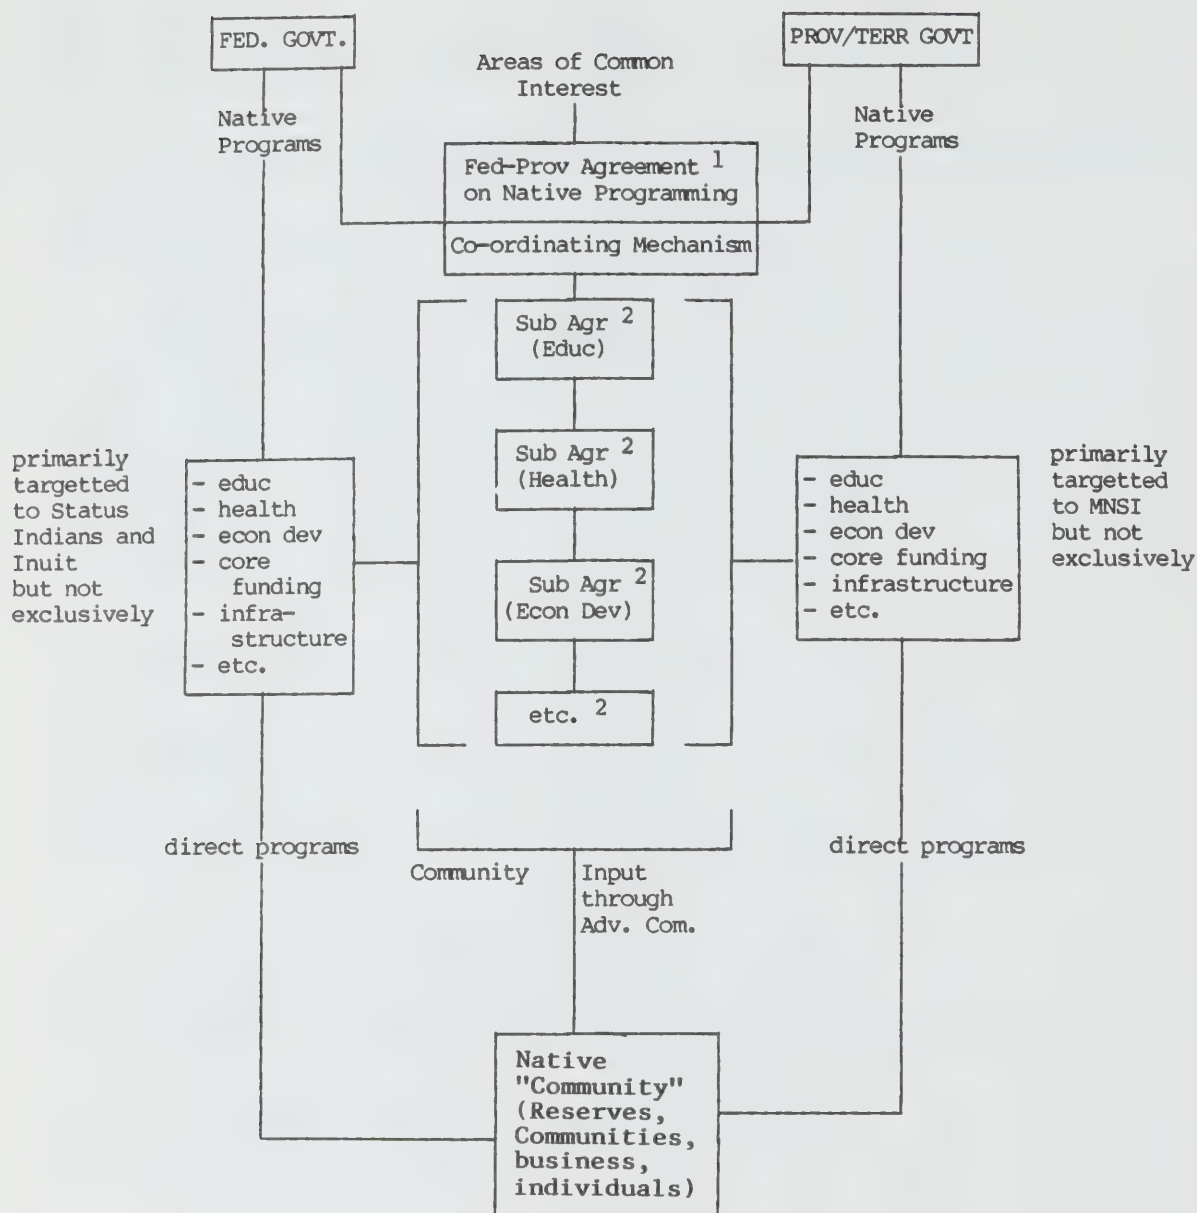 FED. GOVT.
PROV/TERR GOVT
Areas of Common
Interest
Native
Programs
Native
Programs
Fed-Prov Agreement 1
on Native Programming
Co-ordinating Mechanism
Sub Agr 2
(Educ)
Sub Agr 2
(Health)
Sub Agr 2
(Econ Dev)
etc. 2
primarily
targetted
to Status
Indians and
Inuit
but not
exclusively
- educ
- health
- econ dev
- core
funding
- infra-
structure
- etc.
- educ
- health
- econ dev
- core funding
- infrastructure
- etc.
primarily
targetted
to MNSI
but not
exclusively
direct programs
direct programs
Community
Input
through
Adv. Com.
Native
"Community"
(Reserves,
Communities,
business,
individuals)